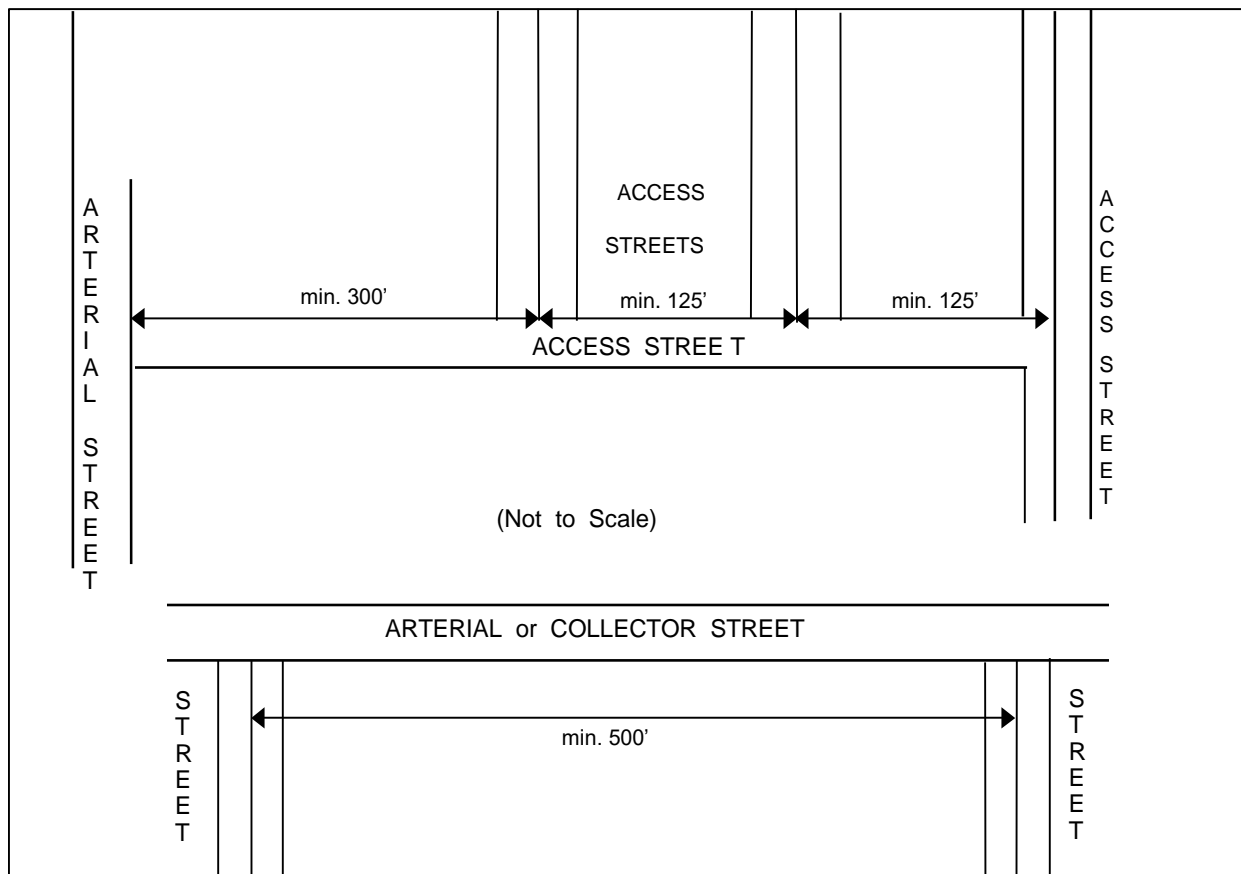 ARTERIAL STREET
ACCESS
STREETS
ACCESS STREET
min. 300’
min. 125’
min. 125’
ACCESS STREE T
(Not to Scale)
ARTERIAL or COLLECTOR STREET
STREET
min. 500’
STREET